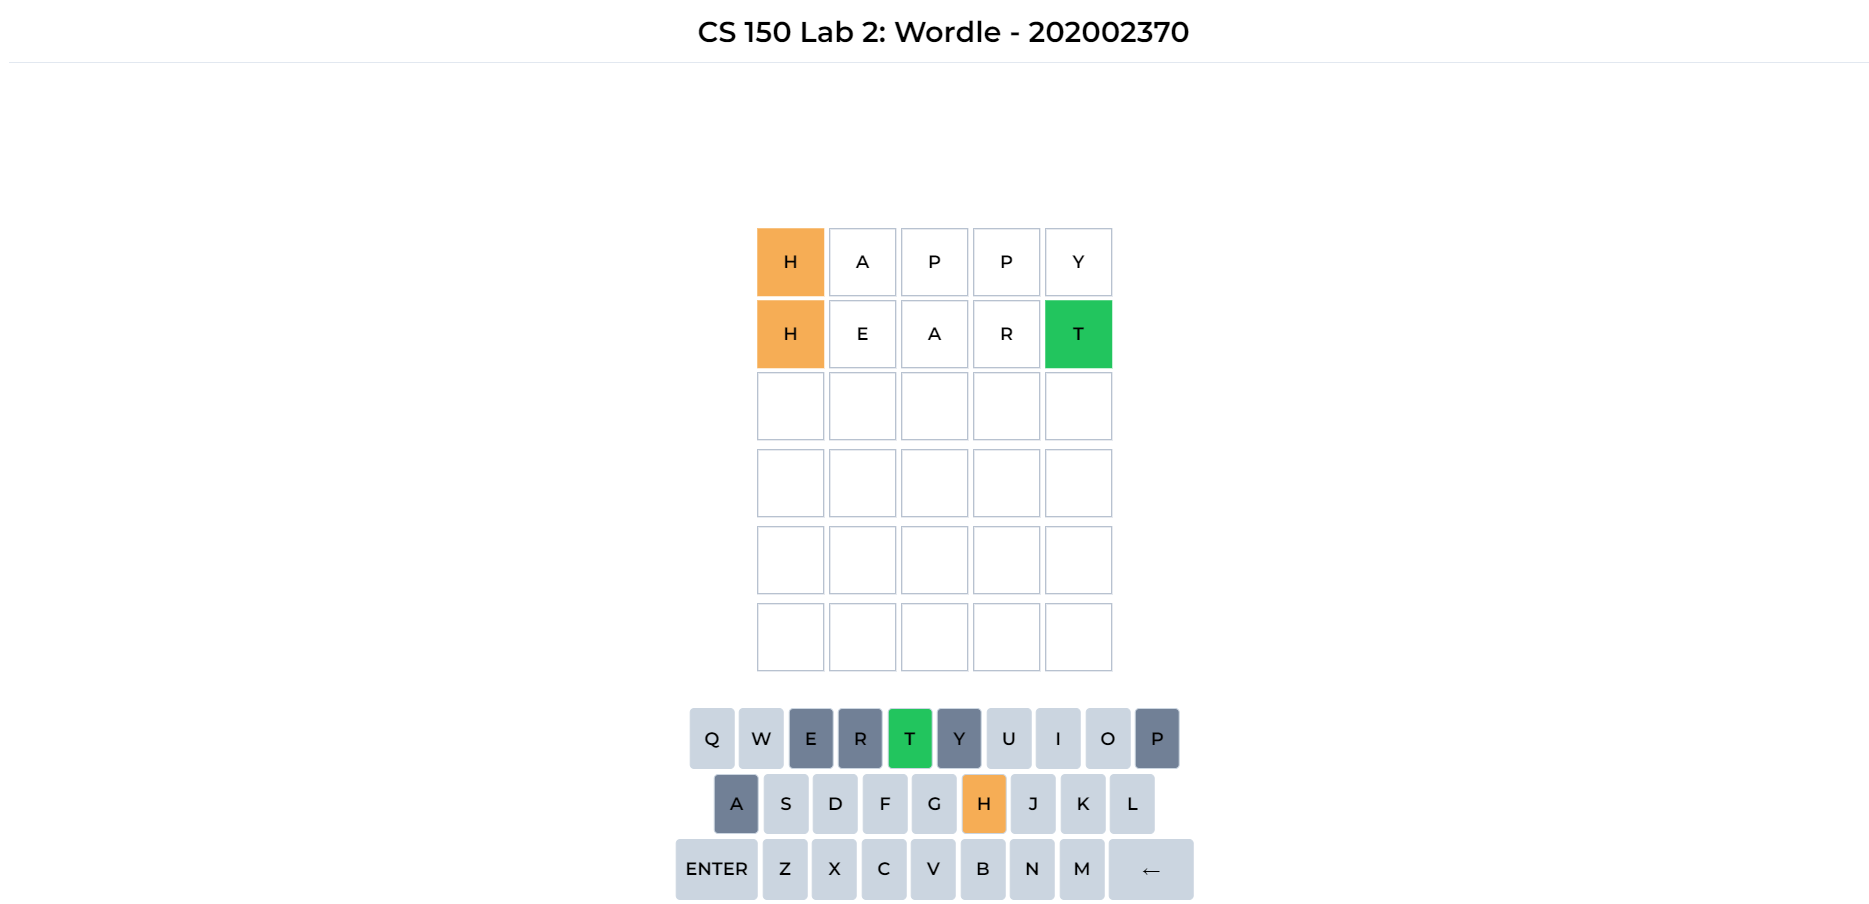 CS 150 Lab 2: Wordle - 202002370
H A P P Y
H E A R T
Q W E R T Y U I O P
A S D F G H J K L
ENTER Z X C V B N M ←